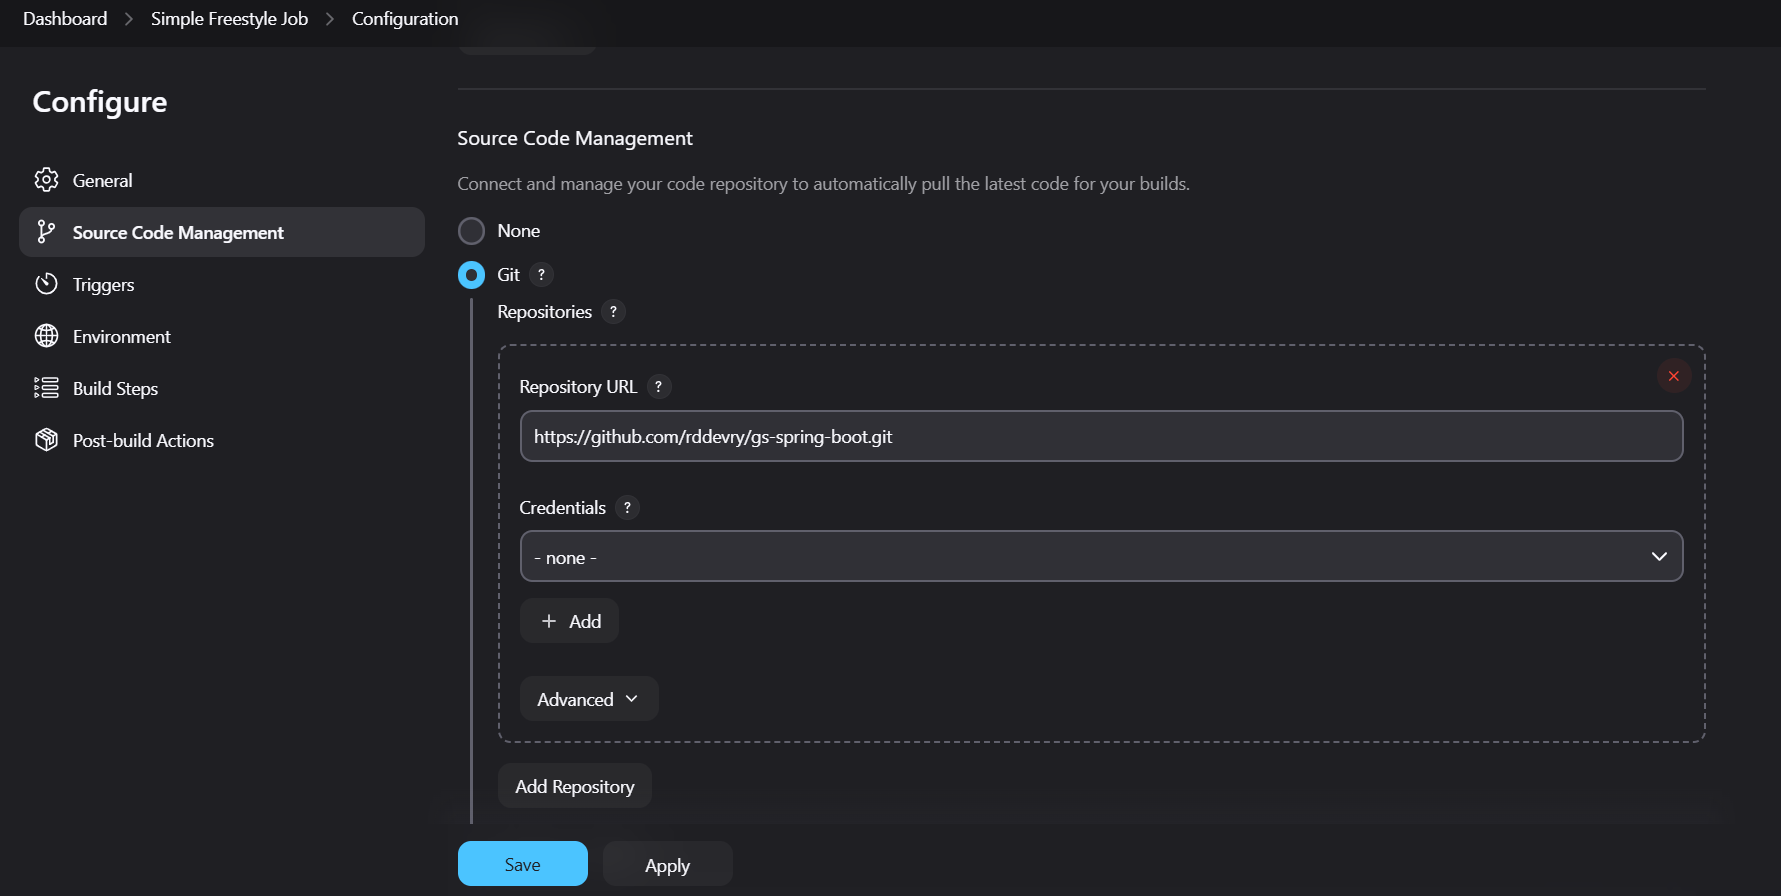 Dashboard > Simple Freestyle Job > Configuration
Configure
General
Source Code Management
Triggers
Environment
Build Steps
Post-build Actions
Source Code Management
Connect and manage your code repository to automatically pull the latest code for your builds.
None
Git ?
Repositories ?
Repository URL ?
https://github.com/rddevry/gs-spring-boot.git
Credentials ?
- none -
+ Add
Advanced
Add Repository
Save Apply